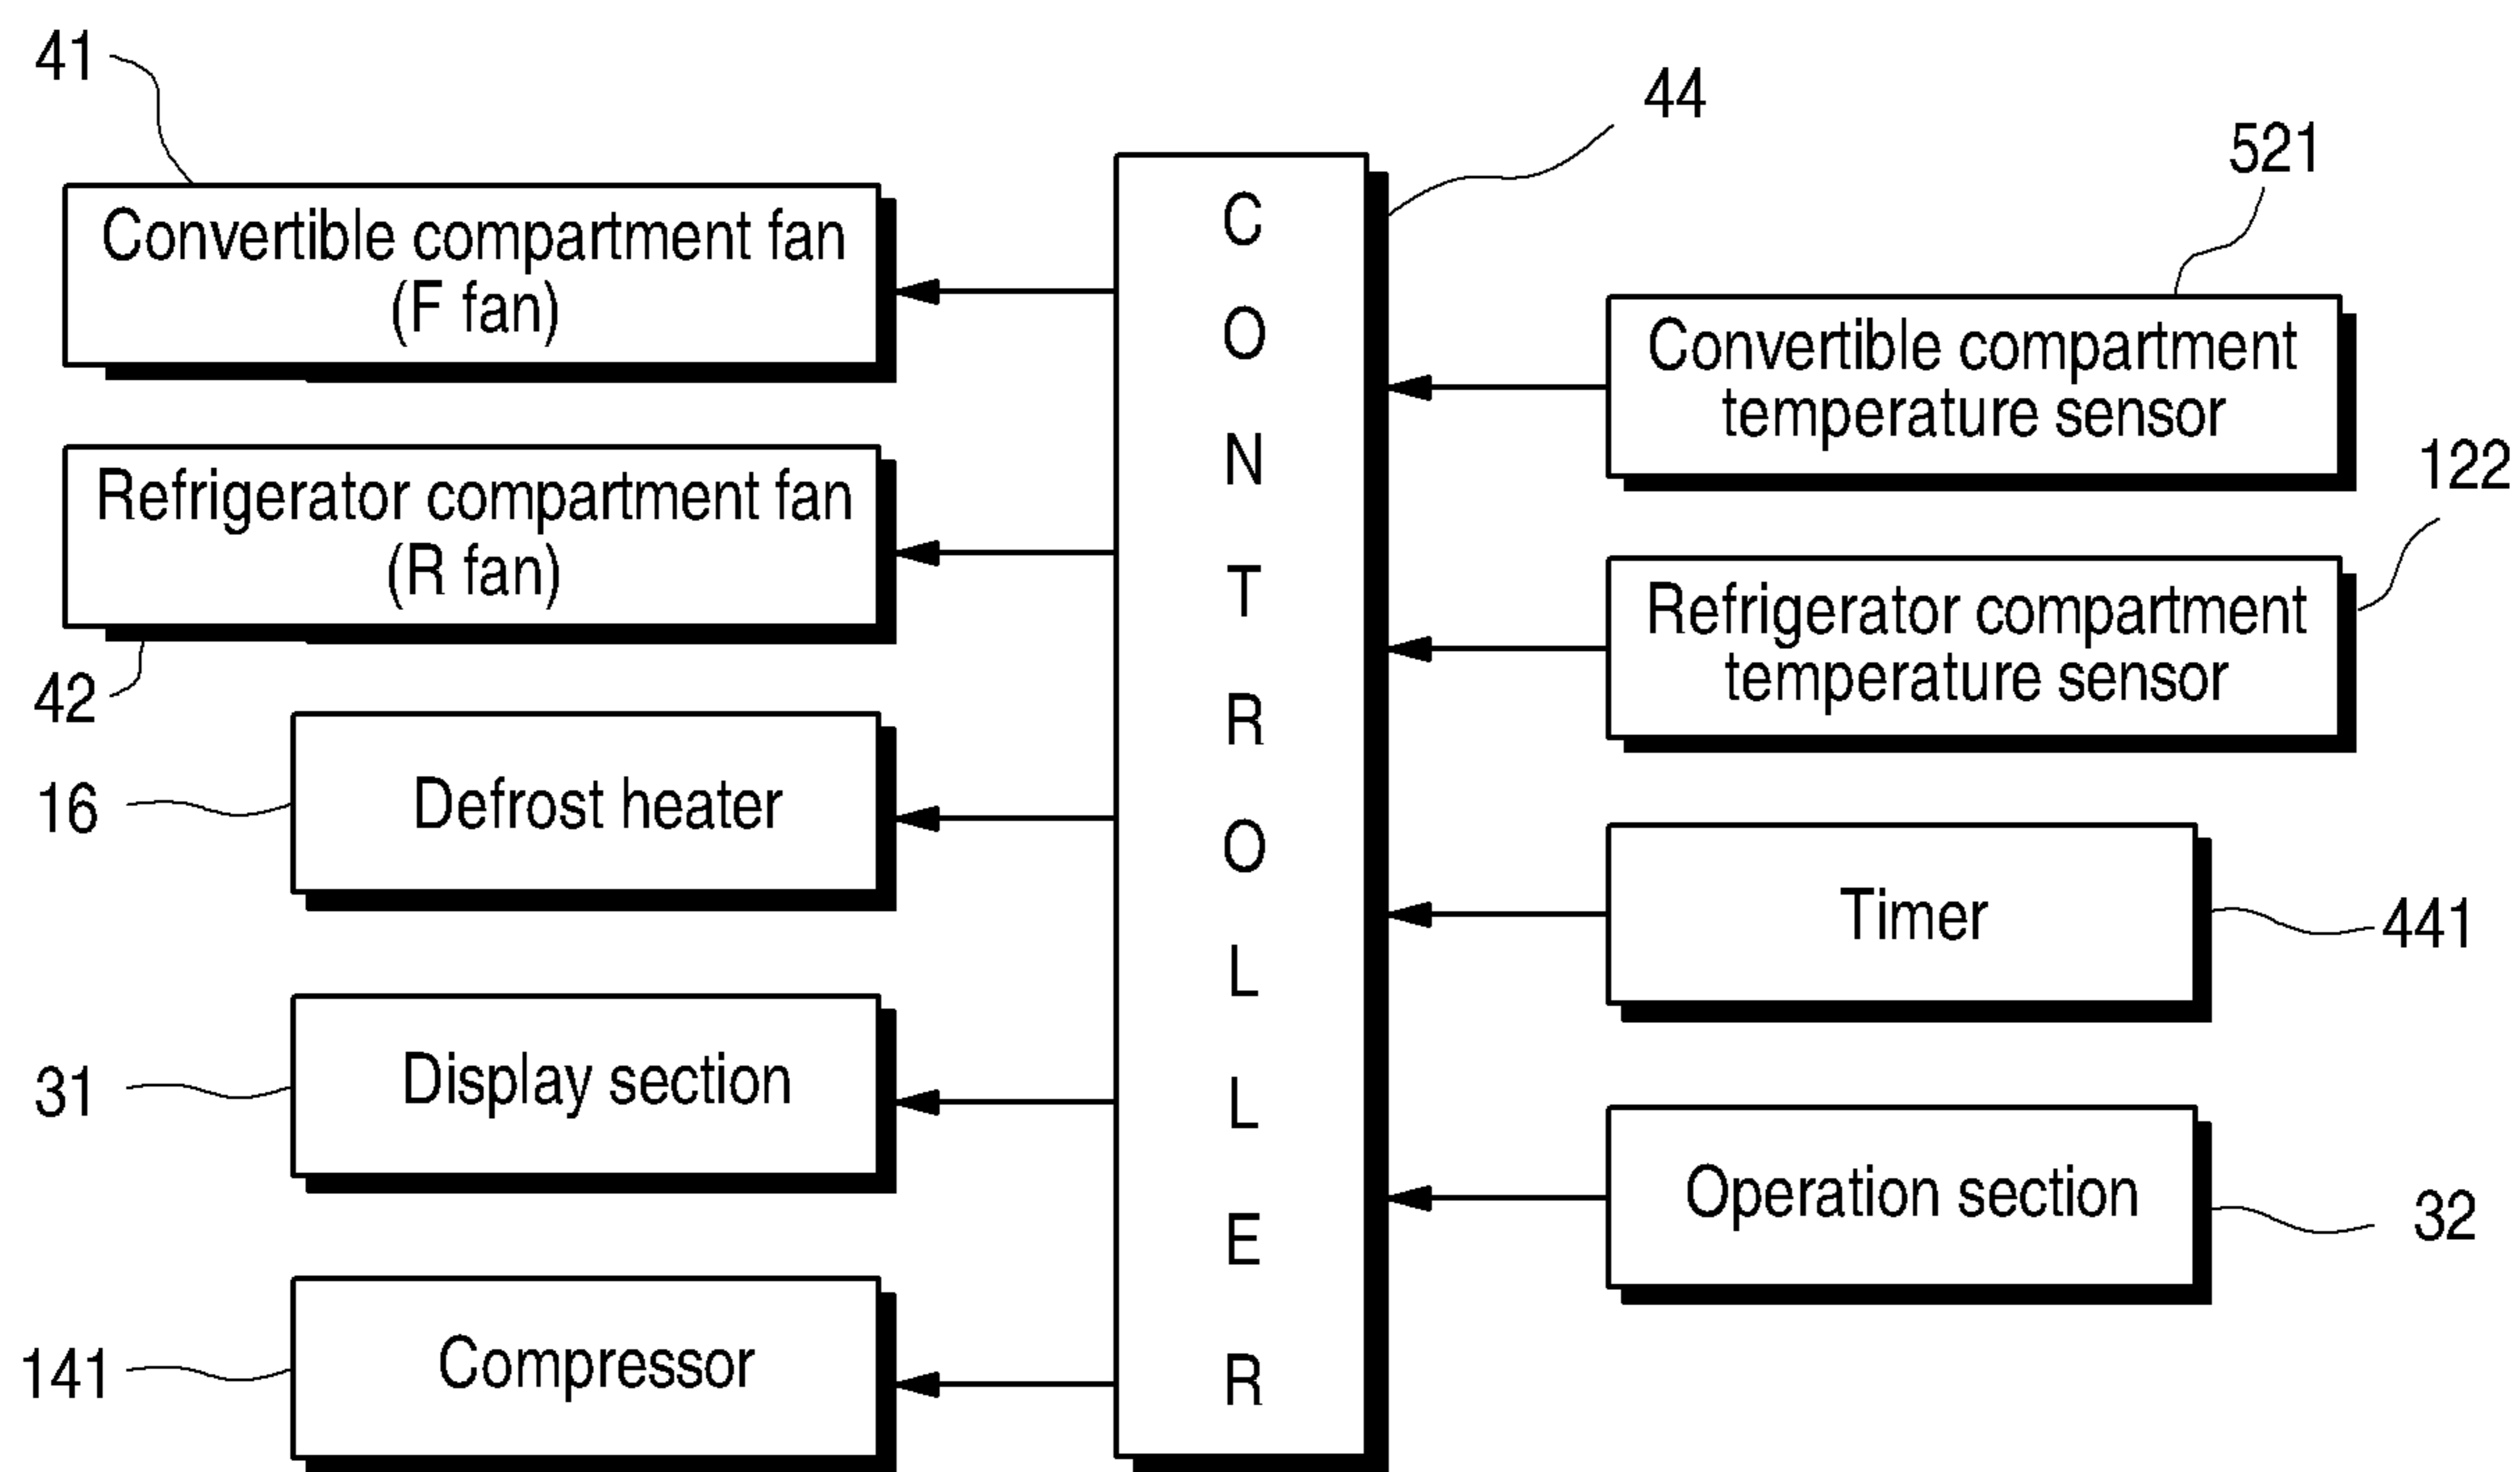 41
Convertible compartment fan
(F fan)
Refrigerator compartment fan
(R fan)
42
16
Defrost heater
31
Display section
141
Compressor
44
C
O
N
T
R
O
L
L
E
R
521
Convertible compartment
temperature sensor
122
Refrigerator compartment
temperature sensor
Timer
441
Operation section
32